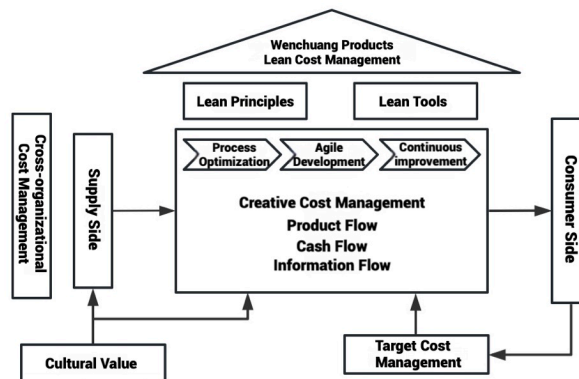 Wenchuang Products
Lean Cost Management
Lean Principles
Lean Tools
Cross-organizational
Cost Management
Supply Side
Process
Optimization
Agile
Development
Continuous
improvement
Creative Cost Management
Product Flow
Cash Flow
Information Flow
Consumer Side
Cultural Value
Target Cost
Management